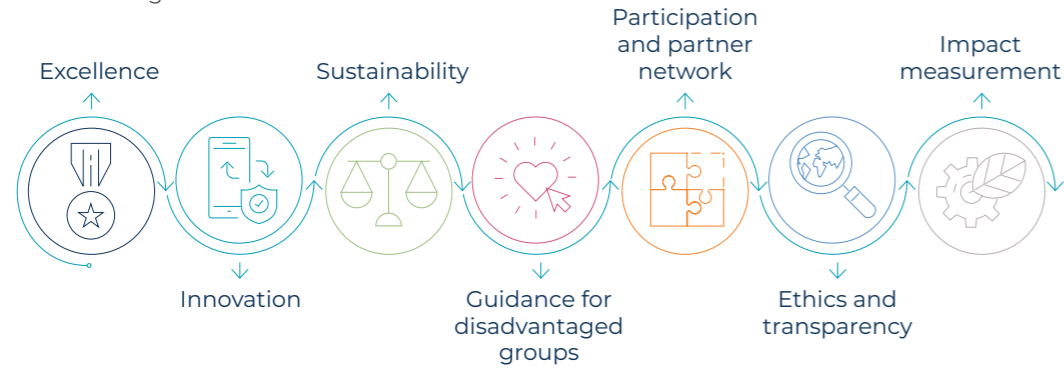 Excellence
Innovation
Sustainability
Guidance for
disadvantaged
groups
Participation
and partner
network
Ethics and
transparency
Impact
measurement